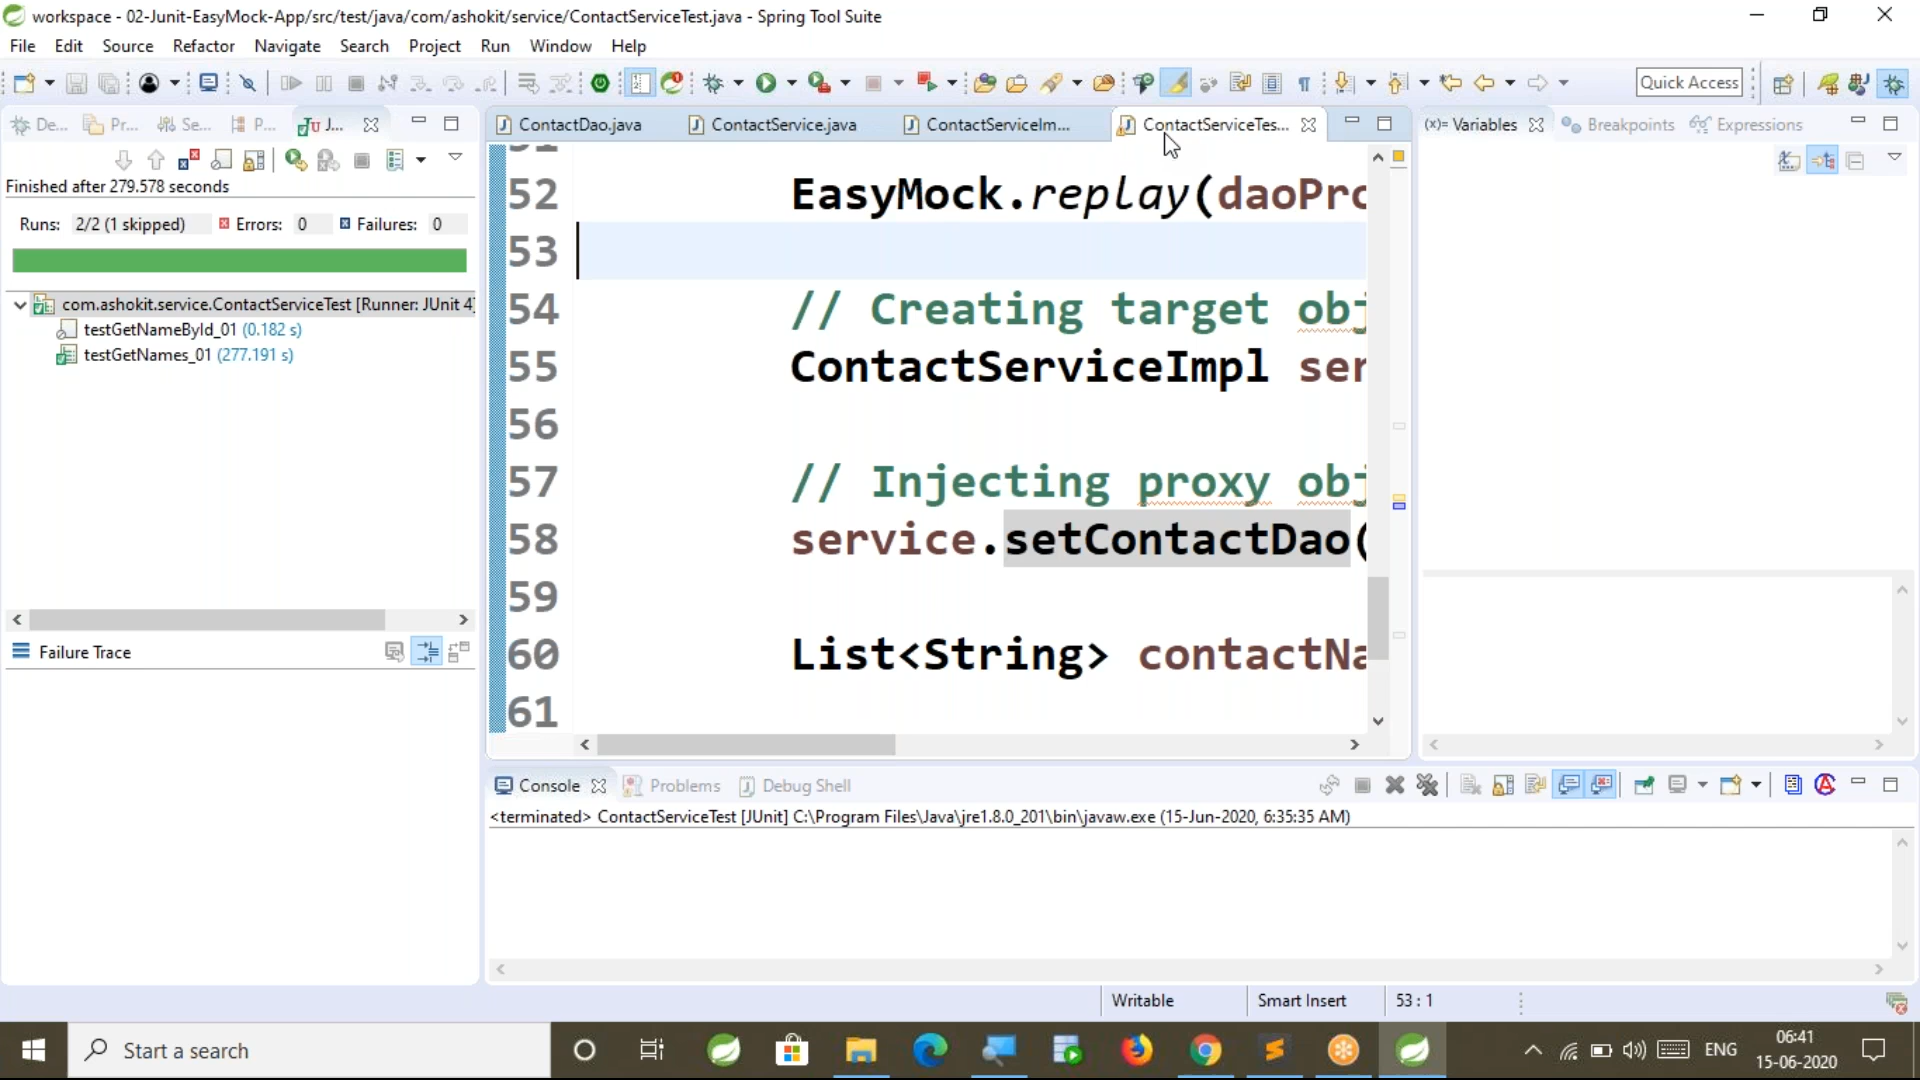 workspace - 02-Junit-EasyMock-App/src/test/java/com/ashokit/service/ContactServiceTest.java - Spring Tool Suite
File Edit Source Refactor Navigate Search Project Run Window Help
Quick Access
De... Pr... Se... P... J...
ContactDao.java ContactService.java ContactServiceIm... ContactServiceTes...
(x)= Variables Breakpoints Expressions
Finished after 279.578 seconds
Runs: 2/2 (1 skipped) Errors: 0 Failures: 0
com.ashokit.service.ContactServiceTest [Runner: JUnit 4]
testGetNameById_01 (0.182 s)
testGetNames_01 (277.191 s)
Failure Trace
52 EasyMock.replay(daoPro
53
54 // Creating target obj
55 ContactServiceImpl ser
56
57 // Injecting proxy obj
58 service.setContactDao(
59
60 List<String> contactNa
61
Console Problems Debug Shell
<terminated> ContactServiceTest [JUnit] C:\Program Files\Java\jre1.8.0_201\bin\javaw.exe (15-Jun-2020, 6:35:35 AM)
Writable Smart Insert 53 : 1
Start a search
ENG
06:41
15-06-2020